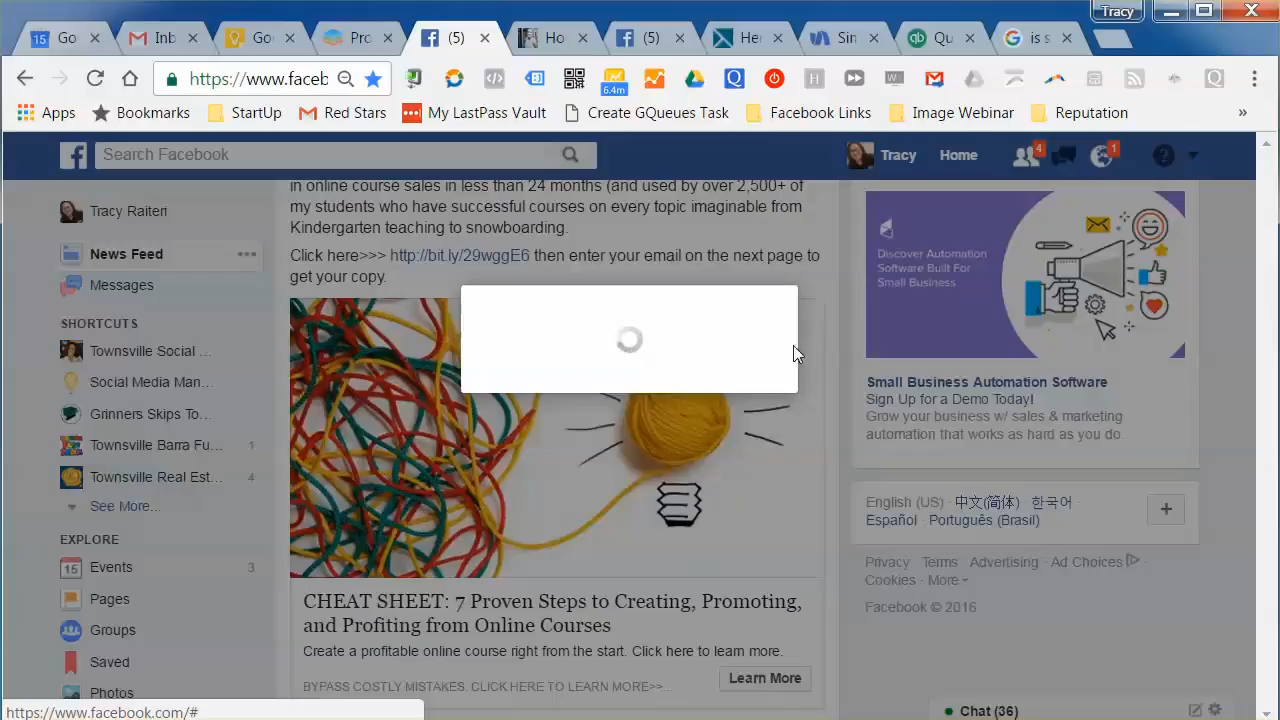 Tracy
15 Go
Inb
Go
Pro
(5)
Ho
(5)
Hei
Sin
Qu
is s
https://www.faceb
6.4m
Apps
Bookmarks
StartUp
Red Stars
My LastPass Vault
Create GQueues Task
Facebook Links
Image Webinar
Reputation
»
Search Facebook
Tracy
Home
4
1
Tracy Raiteri
News Feed
Messages
SHORTCUTS
Townsville Social ...
Social Media Man...
Grinners Skips To...
Townsville Barra Fu... 1
Townsville Real Est... 4
See More...
EXPLORE
15 Events 3
Pages
Groups
Saved
Photos
in online course sales in less than 24 months (and used by over 2,500+ of
my students who have successful courses on every topic imaginable from
Kindergarten teaching to snowboarding.
Click here>>> http://bit.ly/29wggE6 then enter your email on the next page to
get your copy.
CHEAT SHEET: 7 Proven Steps to Creating, Promoting,
and Profiting from Online Courses
Create a profitable online course right from the start. Click here to learn more.
BYPASS COSTLY MISTAKES. CLICK HERE TO LEARN MORE>>...
Learn More
Discover Automation
Software Built For
Small Business
Small Business Automation Software
Sign Up for a Demo Today!
Grow your business w/ sales & marketing
automation that works as hard as you do
English (US) · 中文(简体) · 한국어 ·
Español · Português (Brasil)
Privacy · Terms · Advertising · Ad Choices ·
Cookies · More
Facebook © 2016
Chat (36)
https://www.facebook.com/#